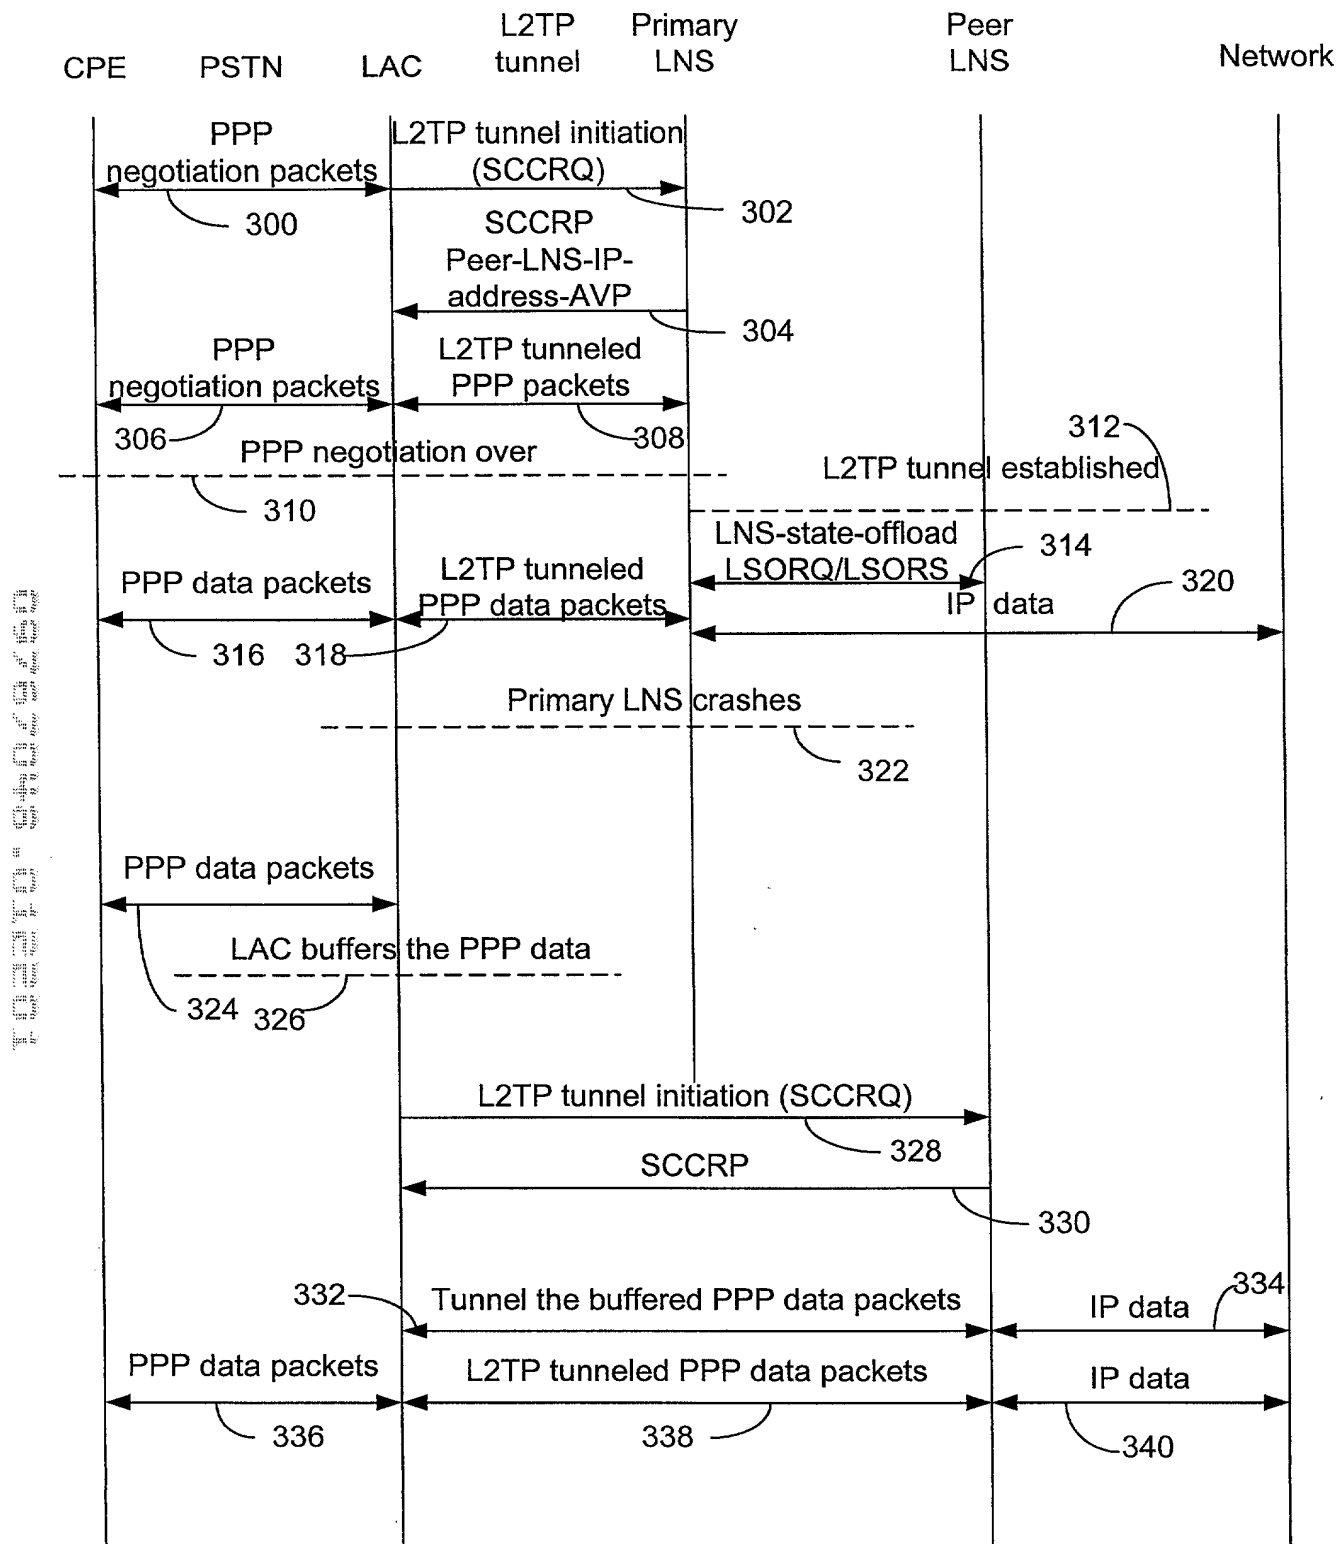 CPE PSTN LAC L2TP tunnel Primary LNS Peer LNS Network
PPP
negotiation packets
300
L2TP tunnel initiation
(SCCRQ)
302
SCCRP
Peer-LNS-IP-
address-AVP
304
PPP
negotiation packets
306
L2TP tunneled
PPP packets
308
PPP negotiation over
310
312
L2TP tunnel established
LNS-state-offload
LSORQ/LSORS
314
PPP data packets
316
L2TP tunneled
PPP data packets
318
IP data
320
Primary LNS crashes
322
PPP data packets
324
LAC buffers the PPP data
326
L2TP tunnel initiation (SCCRQ)
328
SCCRP
330
332
Tunnel the buffered PPP data packets
334
IP data
PPP data packets
336
L2TP tunneled PPP data packets
338
IP data
340